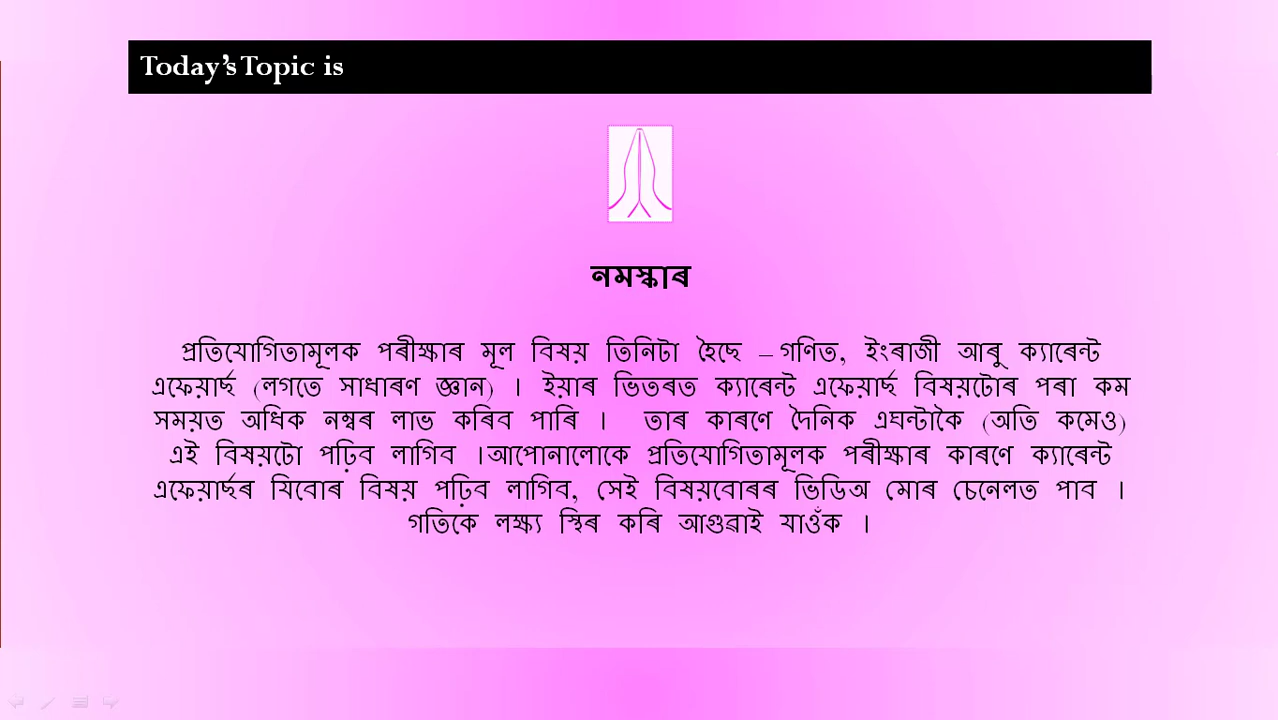 Today's Topic is
নমস্কাৰ
প্ৰতিযোগিতামূলক পৰীক্ষাৰ মূল বিষয় তিনিটা হৈছে – গণিত, ইংৰাজী আৰু ক্যাৰেন্ট
এফেয়াৰ্ছ (লগতে সাধাৰণ জ্ঞান) । ইয়াৰ ভিতৰত ক্যাৰেন্ট এফেয়াৰ্ছ বিষয়টোৰ পৰা কম
সময়ত অধিক নম্বৰ লাভ কৰিব পাৰি । তাৰ কাৰণে দৈনিক এঘন্টাকৈ (অতি কমেও)
এই বিষয়টো পঢ়িব লাগিব ।আপোনালোকে প্ৰতিযোগিতামূলক পৰীক্ষাৰ কাৰণে ক্যাৰেন্ট
এফেয়াৰ্ছৰ যিবোৰ বিষয় পঢ়িব লাগিব, সেই বিষয়বোৰৰ ভিডিঅ মোৰ চেনেলত পাব ।
গতিকে লক্ষ্য স্থিৰ কৰি আগুৱাই যাওঁক ।